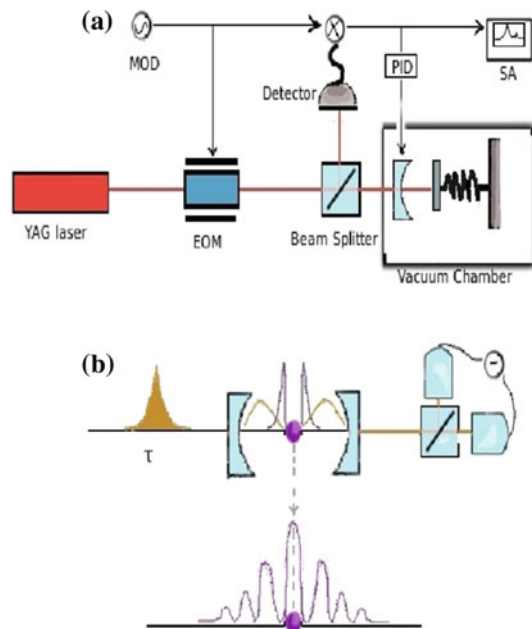 (a)
MOD
PID
SA
Detector
YAG laser
EOM
Beam Splitter
Vacuum Chamber
(b)
τ